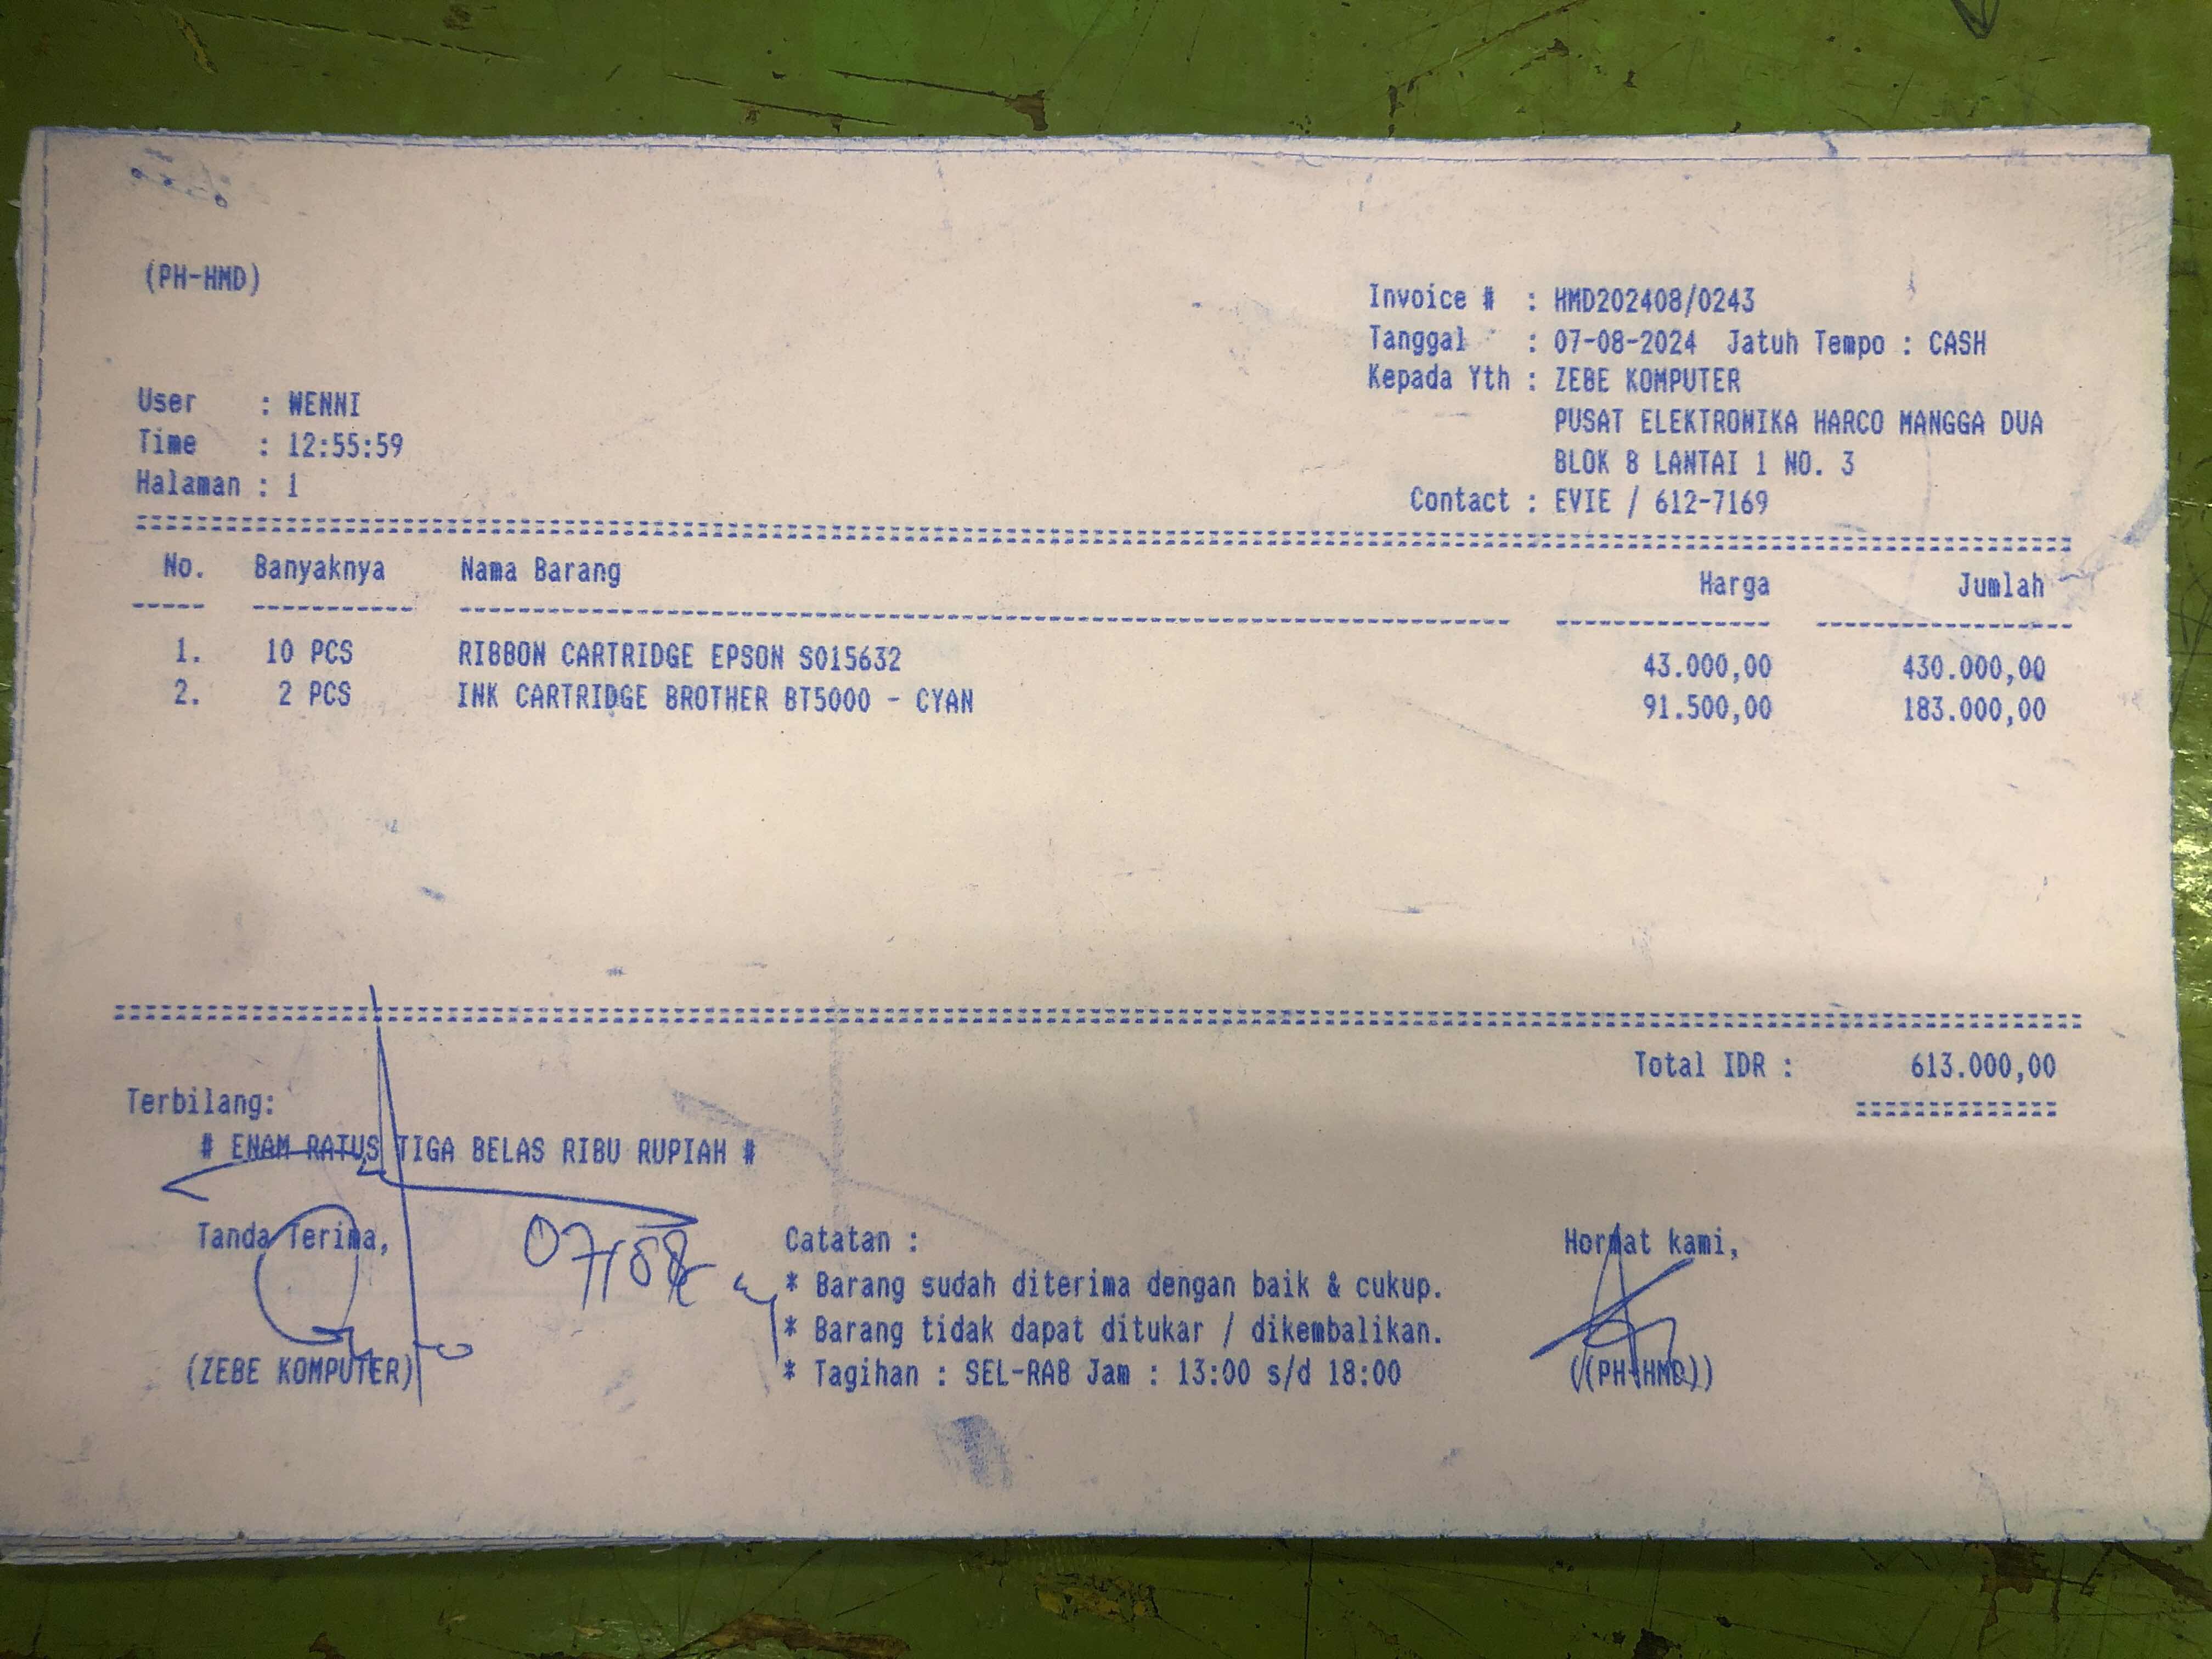 (PH-HMD)
Invoice # : HMD202408/0243
Tanggal : 07-08-2024 Jatuh Tempo : CASH
Kepada Yth : ZEBE KOMPUTER
PUSAT ELEKTRONIKA HARCO MANGGA DUA
BLOK B LANTAI 1 NO. 3
Contact : EVIE / 612-7169
User : WENNI
Time : 12:55:59
Halaman : 1
No. Banyaknya Nama Barang Harga Jumlah
1. 10 PCS RIBBON CARTRIDGE EPSON S015632 43.000,00 430.000,00
2. 2 PCS INK CARTRIDGE BROTHER BT5000 - CYAN 91.500,00 183.000,00
Total IDR : 613.000,00
Terbilang:
# ENAM RATUS TIGA BELAS RIBU RUPIAH #
Tanda Terima,
(ZEBE KOMPUTER)
Catatan :
* Barang sudah diterima dengan baik & cukup.
* Barang tidak dapat ditukar / dikembalikan.
* Tagihan : SEL-RAB Jam : 13:00 s/d 18:00
Hormat kami,
((PH-HMD))